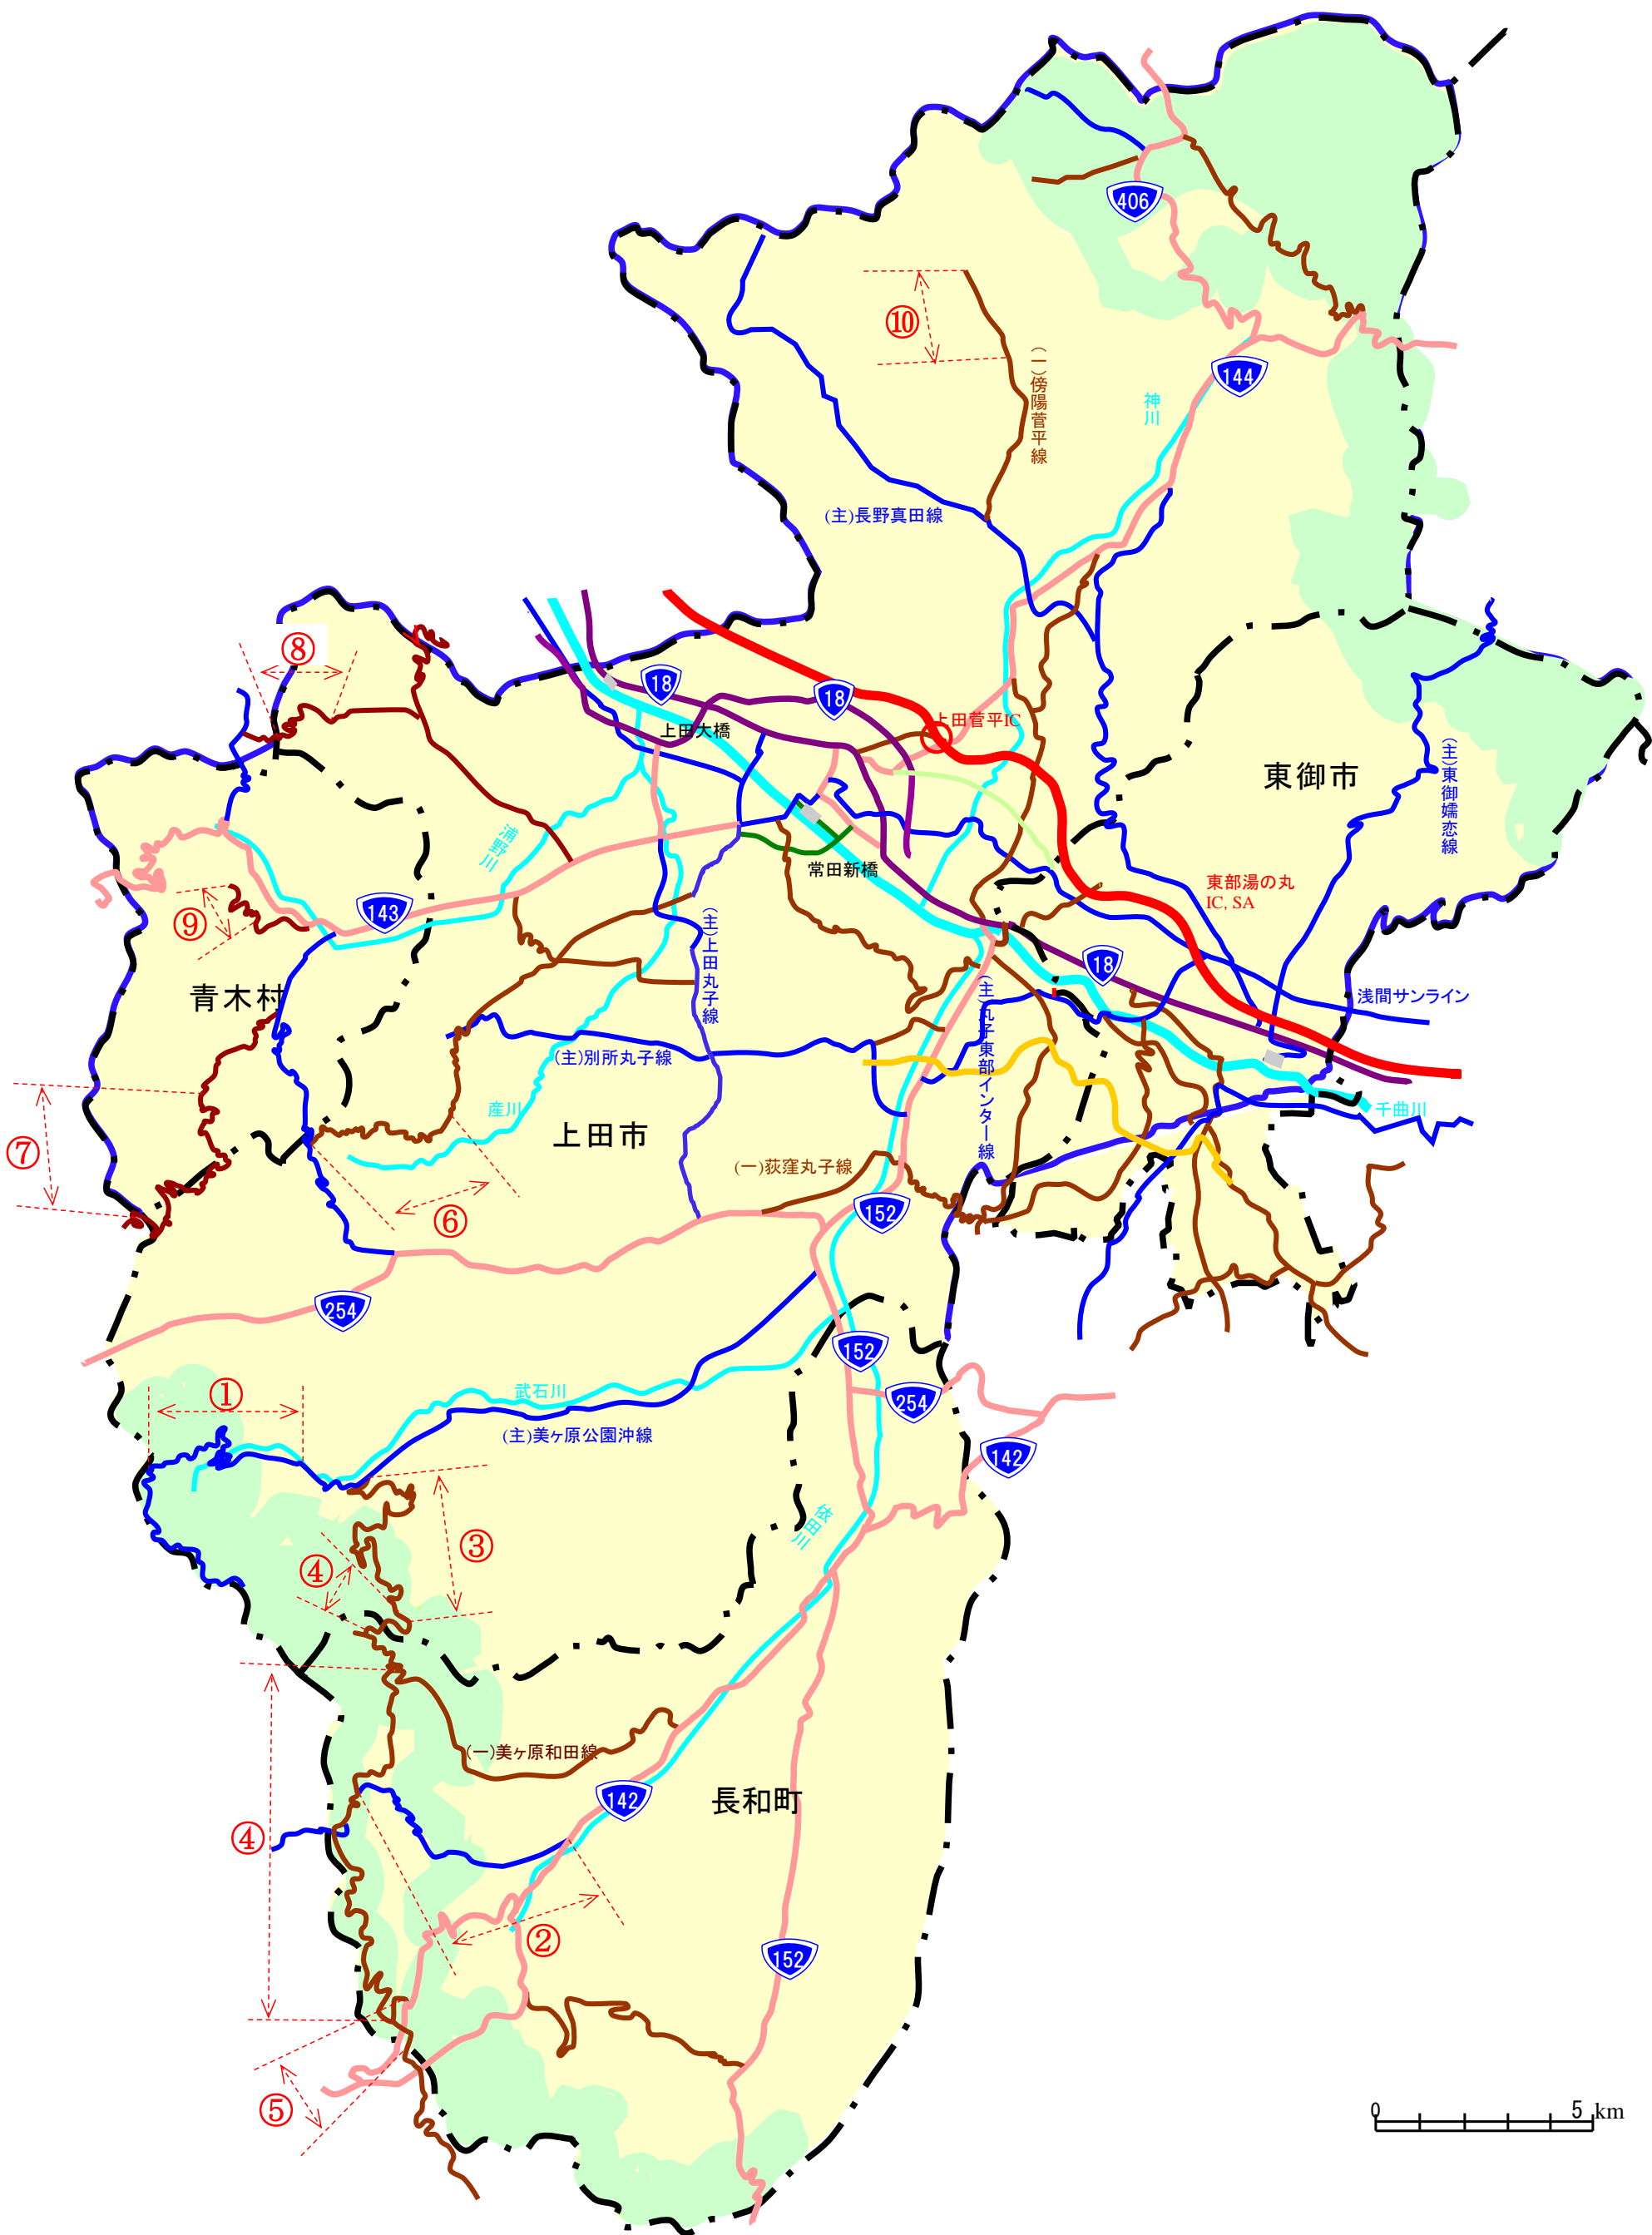 406
⑩
144
(一)傍陽菅平線
神川
(主)長野真田線
⑧
18
18
上田菅平IC
上田大橋
東御市
(主)東御嬬恋線
浦野川
常田新橋
東部湯の丸
IC, SA
143
⑨
(主)上田丸子線
18
青木村
浅間サンライン
(主)丸子東部インター線
(主)別所丸子線
産川
千曲川
⑦
上田市
(一)荻窪丸子線
⑥
152
254
152
①
武石川
254
(主)美ヶ原公園沖線
142
依田川
③
④
(一)美ヶ原和田線
142
長和町
④
②
152
⑤
0
5 km